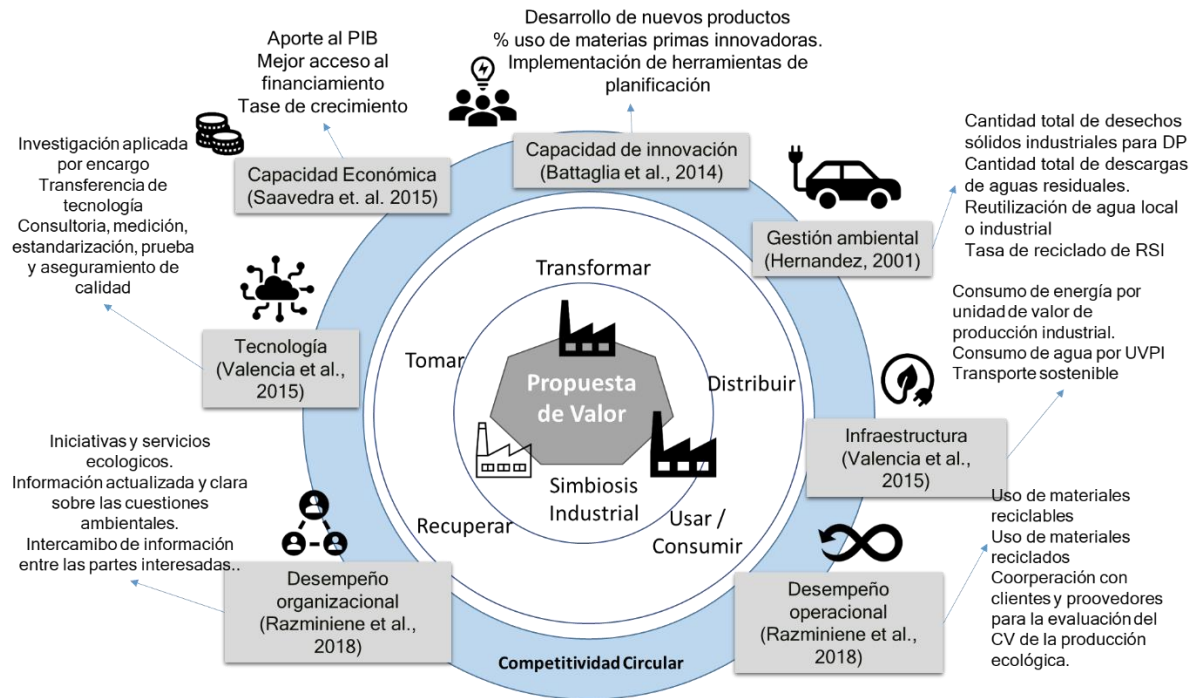 Aporte al PIB
Mejor acceso al
financiamiento
Tase de crecimiento
Desarrollo de nuevos productos
% uso de materias primas innovadoras.
Implementación de herramientas de
planificación
Cantidad total de desechos
sólidos industriales para DP
Cantidad total de descargas
de aguas residuales.
Reutilización de agua local
o industrial
Tasa de reciclado de RSI
Investigación aplicada
por encargo
Transferencia de
tecnología
Consultoria, medición,
estandarización, prueba
y aseguramiento de
calidad
Capacidad Económica
(Saavedra et. al. 2015)
Capacidad de innovación
(Battaglia et al., 2014)
Gestión ambiental
(Hernandez, 2001)
Tecnología
(Valencia et al.,
2015)
Consumo de energía por
unidad de valor de
producción industrial.
Consumo de agua por UVPI
Transporte sostenible
Infraestructura
(Valencia et al.,
2015)
Transformar
Tomar
Distribuir
Propuesta
de Valor
Simbiosis
Industrial
Recuperar
Usar /
Consumir
Iniciativas y servicios
ecologicos.
Información actualizada y clara
sobre las cuestiones
ambientales.
Intercamibo de información
entre las partes interesadas..
Desempeño
organizacional
(Razminiene et al.,
2018)
Desempeño
operacional
(Razminiene et al.,
2018)
Uso de materiales
reciclables
Uso de materiales
reciclados
Coorperación con
clientes y proovedores
para la evaluación del
CV de la producción
ecológica.
Competitividad Circular